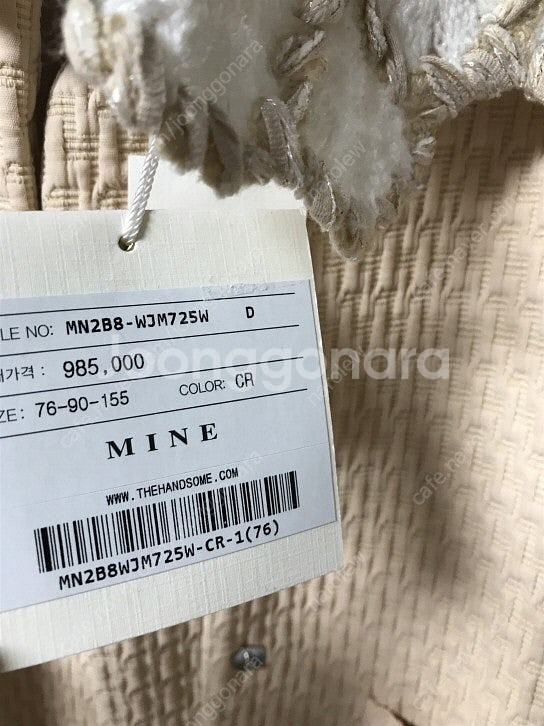 LE NO: MN2B8-WJM725W D
가격 : 985,000
ZE: 76-90-155 COLOR: CR
MINE
WWW.THEHANDSOME.COM
MN2B8WJM725W-CR-1(76)
joonggonara